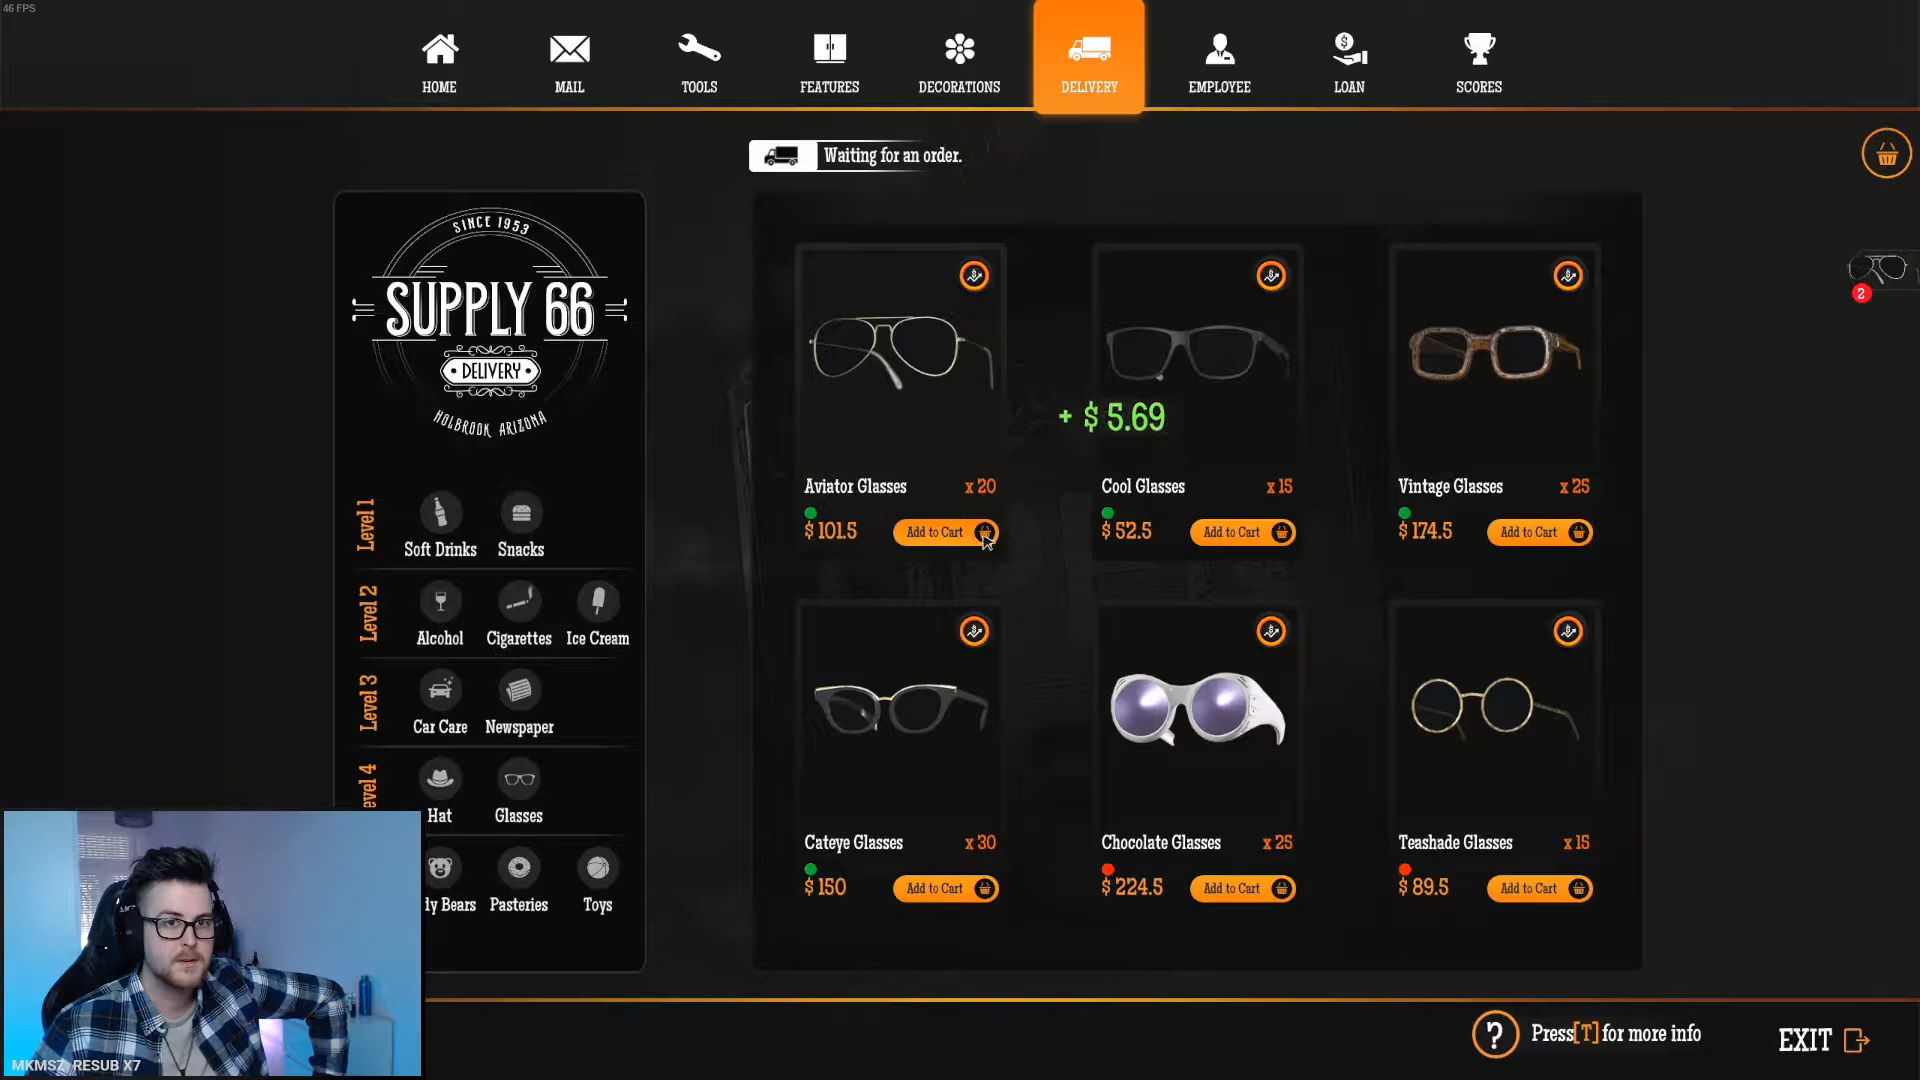 46 FPS
HOME
MAIL
TOOLS
FEATURES
DECORATIONS
DELIVERY
EMPLOYEE
LOAN
SCORES
Waiting for an order.
SINCE 1953
SUPPLY 66
DELIVERY
HOLBROOK, ARIZONA
Level 1
Soft Drinks
Snacks
Level 2
Alcohol
Cigarettes
Ice Cream
Level 3
Car Care
Newspaper
evel 4
Hat
Glasses
dy Bears
Pasteries
Toys
2
+ $ 5.69
Aviator Glasses x 20
$ 101.5 Add to Cart
Cool Glasses x 15
$ 52.5 Add to Cart
Vintage Glasses x 25
$ 174.5 Add to Cart
Cateye Glasses x 30
$ 150 Add to Cart
Chocolate Glasses x 25
$ 224.5 Add to Cart
Teashade Glasses x 15
$ 89.5 Add to Cart
MKMSZ_RESUB X7
? Press[T]for more info
EXIT